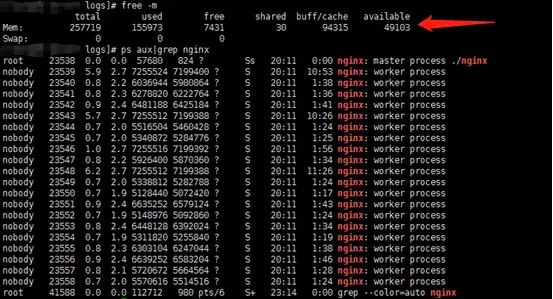 logs]# free -m
total used free shared buff/cache available
Mem: 257719 155973 7431 30 94315 49103
Swap: 0 0 0
logs]# ps aux|grep nginx
root 23538 0.0 0.0 57680 824 ? Ss 20:11 0:00 nginx: master process ./nginx
nobody 23539 5.9 2.7 7255524 7199400 ? S 20:11 10:53 nginx: worker process
nobody 23540 0.8 2.2 6036944 5980864 ? S 20:11 1:38 nginx: worker process
nobody 23541 0.8 2.3 6278820 6222764 ? S 20:11 1:36 nginx: worker process
nobody 23542 0.9 2.4 6481188 6425184 ? S 20:11 1:41 nginx: worker process
nobody 23543 5.7 2.7 7255512 7199388 ? S 20:11 10:26 nginx: worker process
nobody 23544 0.7 2.0 5516504 5460428 ? S 20:11 1:24 nginx: worker process
nobody 23545 0.7 2.0 5340872 5284776 ? S 20:11 1:25 nginx: worker process
nobody 23546 1.0 2.7 7255516 7199392 ? S 20:11 1:56 nginx: worker process
nobody 23547 0.8 2.2 5926400 5870360 ? S 20:11 1:34 nginx: worker process
nobody 23548 6.2 2.7 7255512 7199388 ? S 20:11 11:26 nginx: worker process
nobody 23549 0.7 2.0 5338812 5282788 ? S 20:11 1:24 nginx: worker process
nobody 23550 0.7 1.9 5128440 5072420 ? S 20:11 1:17 nginx: worker process
nobody 23551 0.9 2.4 6635252 6579124 ? S 20:11 1:43 nginx: worker process
nobody 23552 0.7 1.9 5148976 5092860 ? S 20:11 1:24 nginx: worker process
nobody 23553 0.8 2.4 6448128 6392024 ? S 20:11 1:34 nginx: worker process
nobody 23554 0.7 1.9 5311820 5255840 ? S 20:11 1:19 nginx: worker process
nobody 23555 0.8 2.3 6303104 6247044 ? S 20:11 1:38 nginx: worker process
nobody 23556 0.9 2.4 6639252 6583204 ? S 20:11 1:46 nginx: worker process
nobody 23557 0.8 2.1 5720672 5664564 ? S 20:11 1:28 nginx: worker process
nobody 23558 0.7 2.0 5570616 5514516 ? S 20:11 1:24 nginx: worker process
root 41588 0.0 0.0 112712 980 pts/6 S+ 23:14 0:00 grep --color=auto nginx